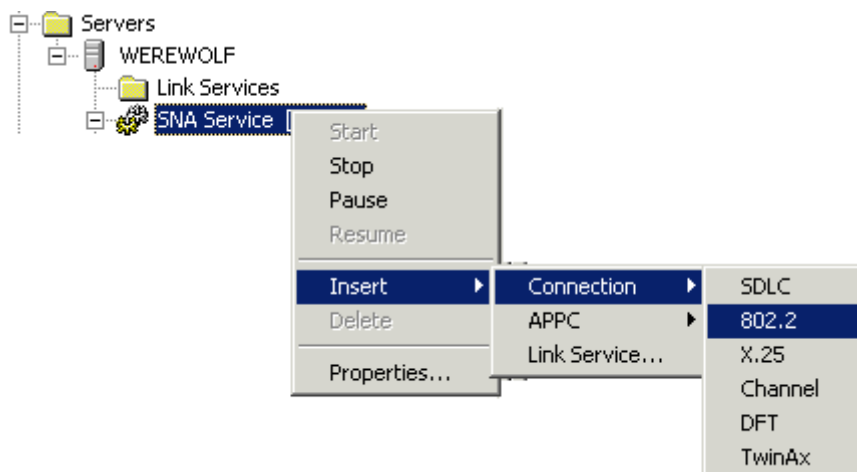 Servers
WEREWOLF
Link Services
SNA Service
Start
Stop
Pause
Resume
Insert
Delete
Properties...
Connection
APPC
Link Service...
SDLC
802.2
X.25
Channel
DFT
TwinAx